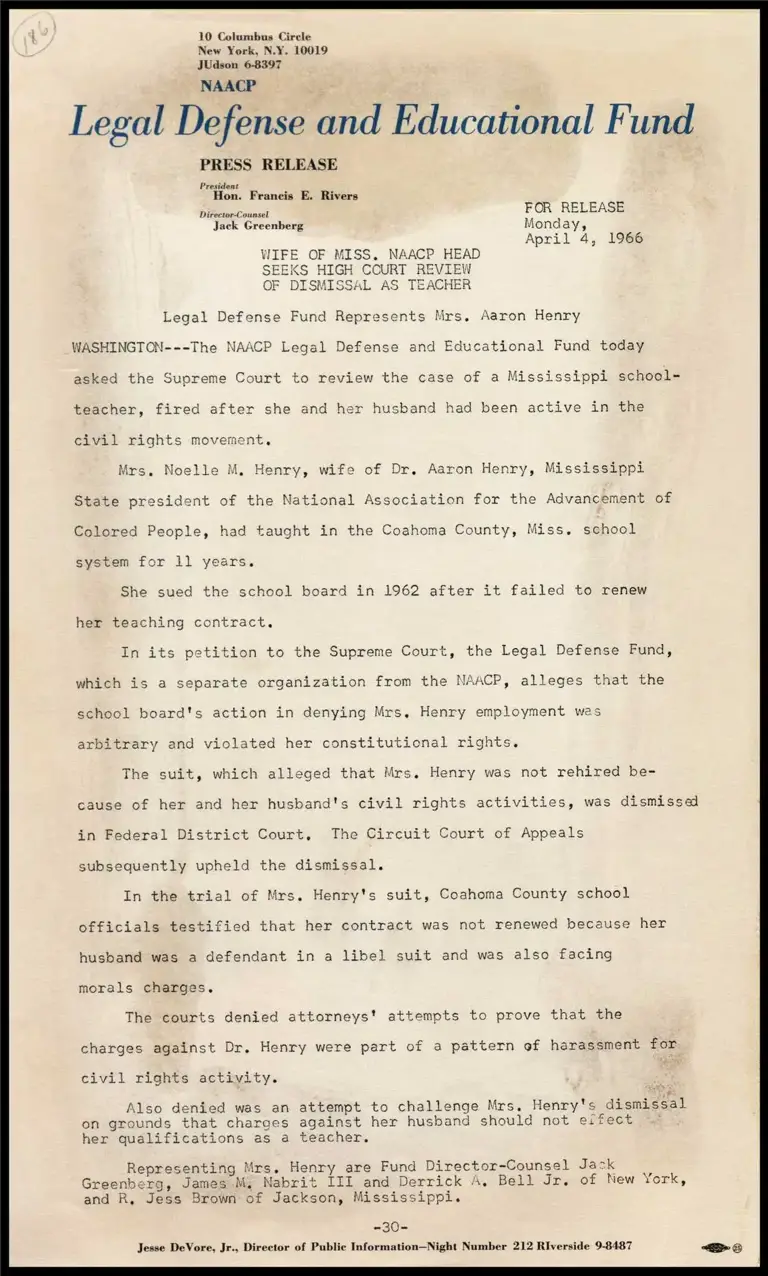 186
10 Columbus Circle
New York, N.Y. 10019
JUdson 6-8397
NAACP
Legal Defense and Educational Fund
PRESS RELEASE
President
Hon. Francis E. Rivers
Director-Counsel
Jack Greenberg
FOR RELEASE
Monday,
April 4, 1966
WIFE OF MISS. NAACP HEAD
SEEKS HIGH COURT REVIEW
OF DISMISSAL AS TEACHER
Legal Defense Fund Represents Mrs. Aaron Henry
WASHINGTON---The NAACP Legal Defense and Educational Fund today
asked the Supreme Court to review the case of a Mississippi school-
teacher, fired after she and her husband had been active in the
civil rights movement.
Mrs. Noelle M. Henry, wife of Dr. Aaron Henry, Mississippi
State president of the National Association for the Advancement of
Colored People, had taught in the Coahoma County, Miss. school
system for 11 years.
She sued the school board in 1962 after it failed to renew
her teaching contract.
In its petition to the Supreme Court, the Legal Defense Fund,
which is a separate organization from the NAACP, alleges that the
school board's action in denying Mrs. Henry employment was
arbitrary and violated her constitutional rights.
The suit, which alleged that Mrs. Henry was not rehired be-
cause of her and her husband's civil rights activities, was dismissed
in Federal District Court. The Circuit Court of Appeals
subsequently upheld the dismissal.
In the trial of Mrs. Henry's suit, Coahoma County school
officials testified that her contract was not renewed because her
husband was a defendant in a libel suit and was also facing
morals charges.
The courts denied attorneys' attempts to prove that the
charges against Dr. Henry were part of a pattern of harassment for
civil rights activity.
Also denied was an attempt to challenge Mrs. Henry's dismissal
on grounds that charges against her husband should not effect
her qualifications as a teacher.
Representing Mrs. Henry are Fund Director-Counsel Jack
Greenberg, James M. Nabrit III and Derrick A. Bell Jr. of New York,
and R. Jess Brown of Jackson, Mississippi.
-30-
Jesse DeVore, Jr., Director of Public Information—Night Number 212 RIverside 9-8487